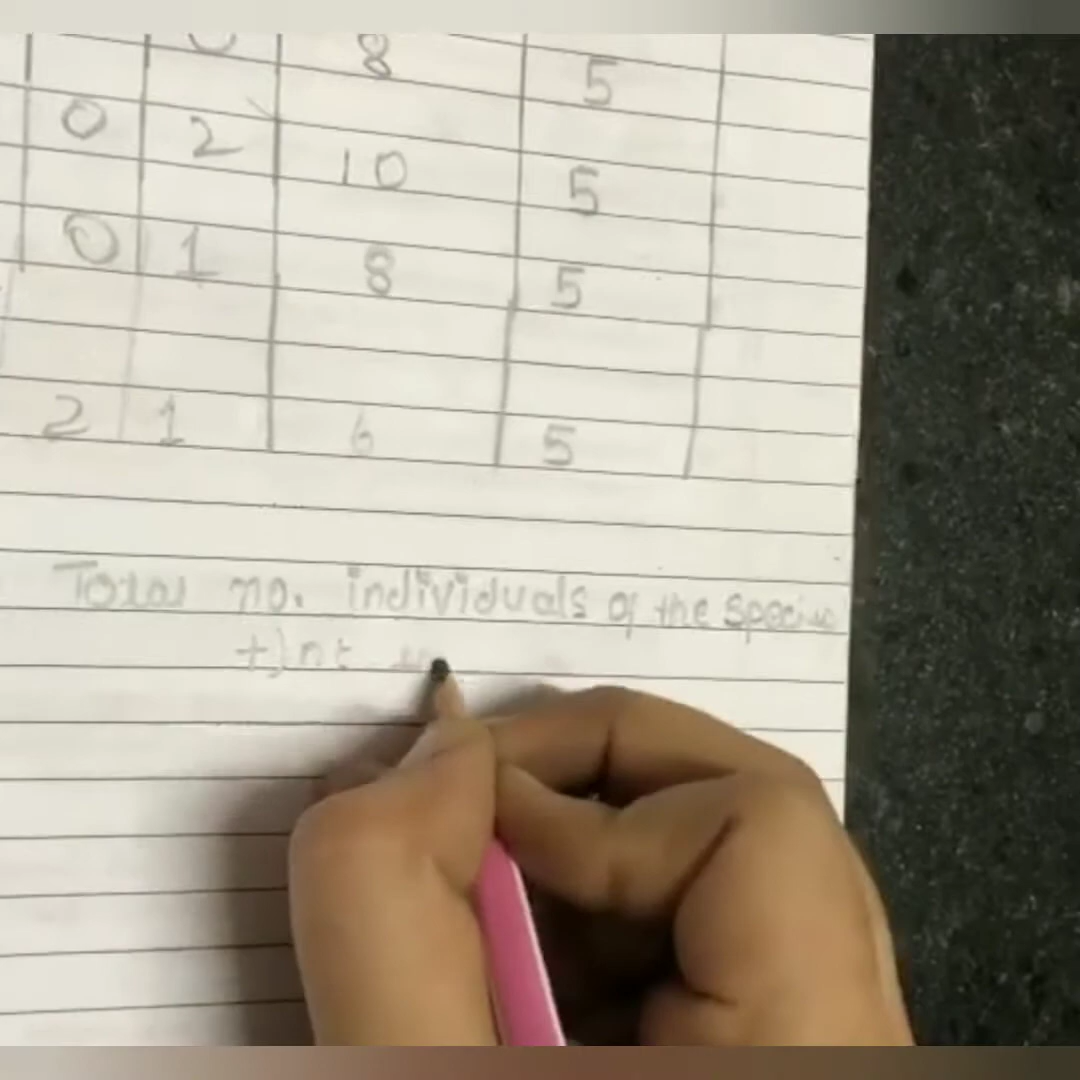 8 5
0 2 10 5
0 1 8 5
2 1 6 5
Total no. individuals of the species